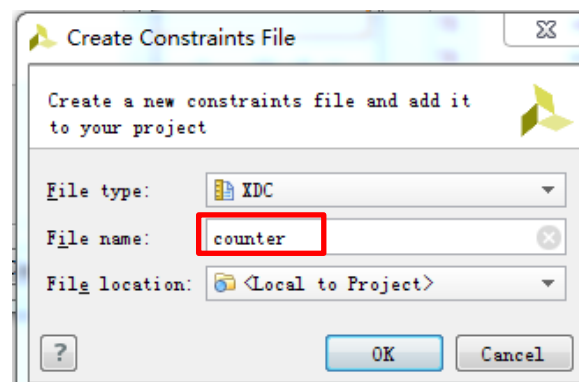 Create Constraints File
Create a new constraints file and add it
to your project
File type: XDC
File name: counter
File location: <Local to Project>
? OK Cancel